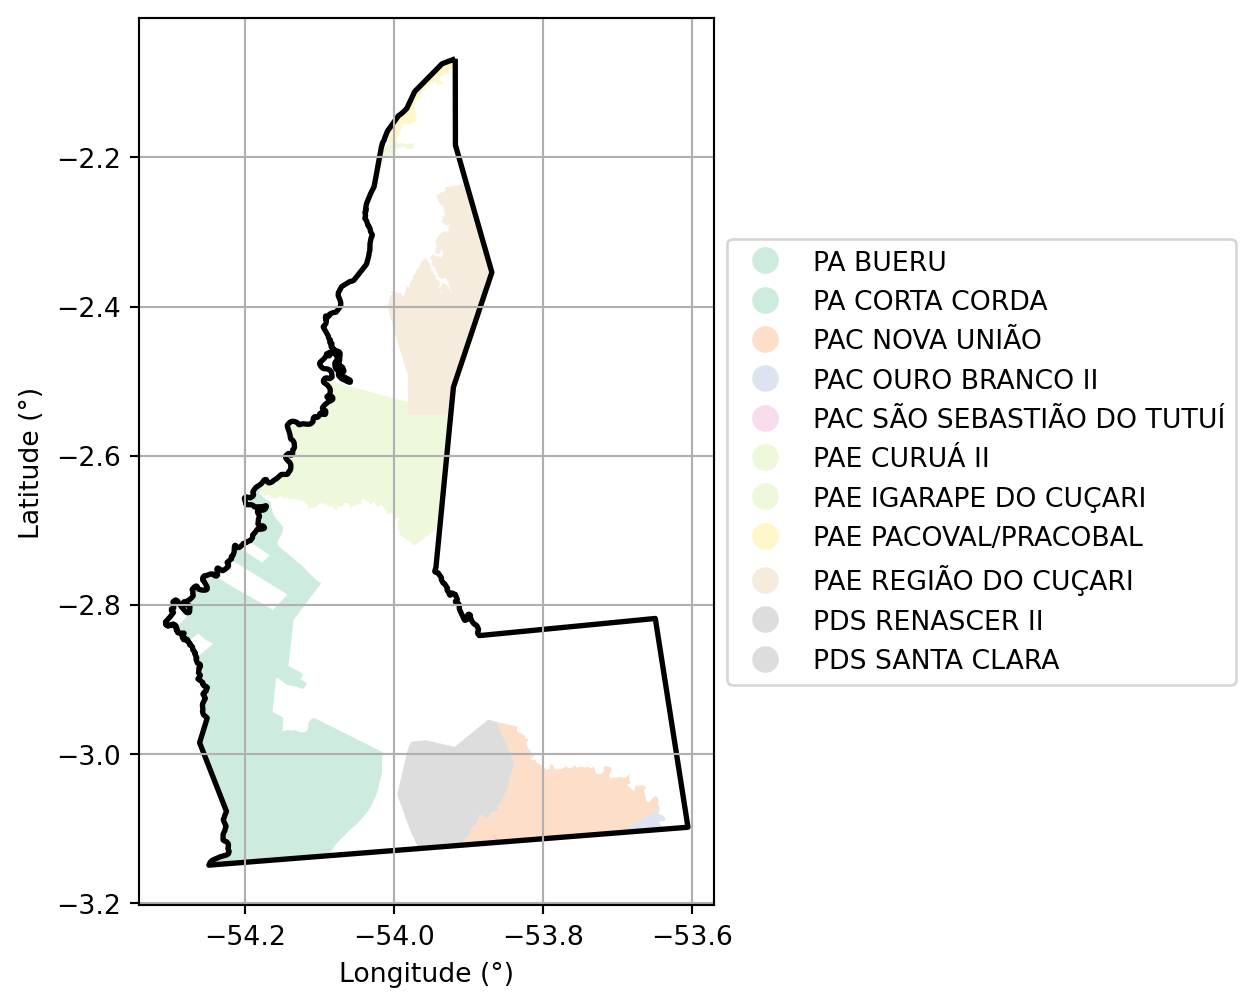 −2.2
−2.4
−2.6
−2.8
−3.0
−3.2
Latitude (°)
−54.2
−54.0
−53.8
−53.6
Longitude (°)
PA BUERU
PA CORTA CORDA
PAC NOVA UNIÃO
PAC OURO BRANCO II
PAC SÃO SEBASTIÃO DO TUTUÍ
PAE CURUÁ II
PAE IGARAPE DO CUÇARI
PAE PACOVAL/PRACOBAL
PAE REGIÃO DO CUÇARI
PDS RENASCER II
PDS SANTA CLARA